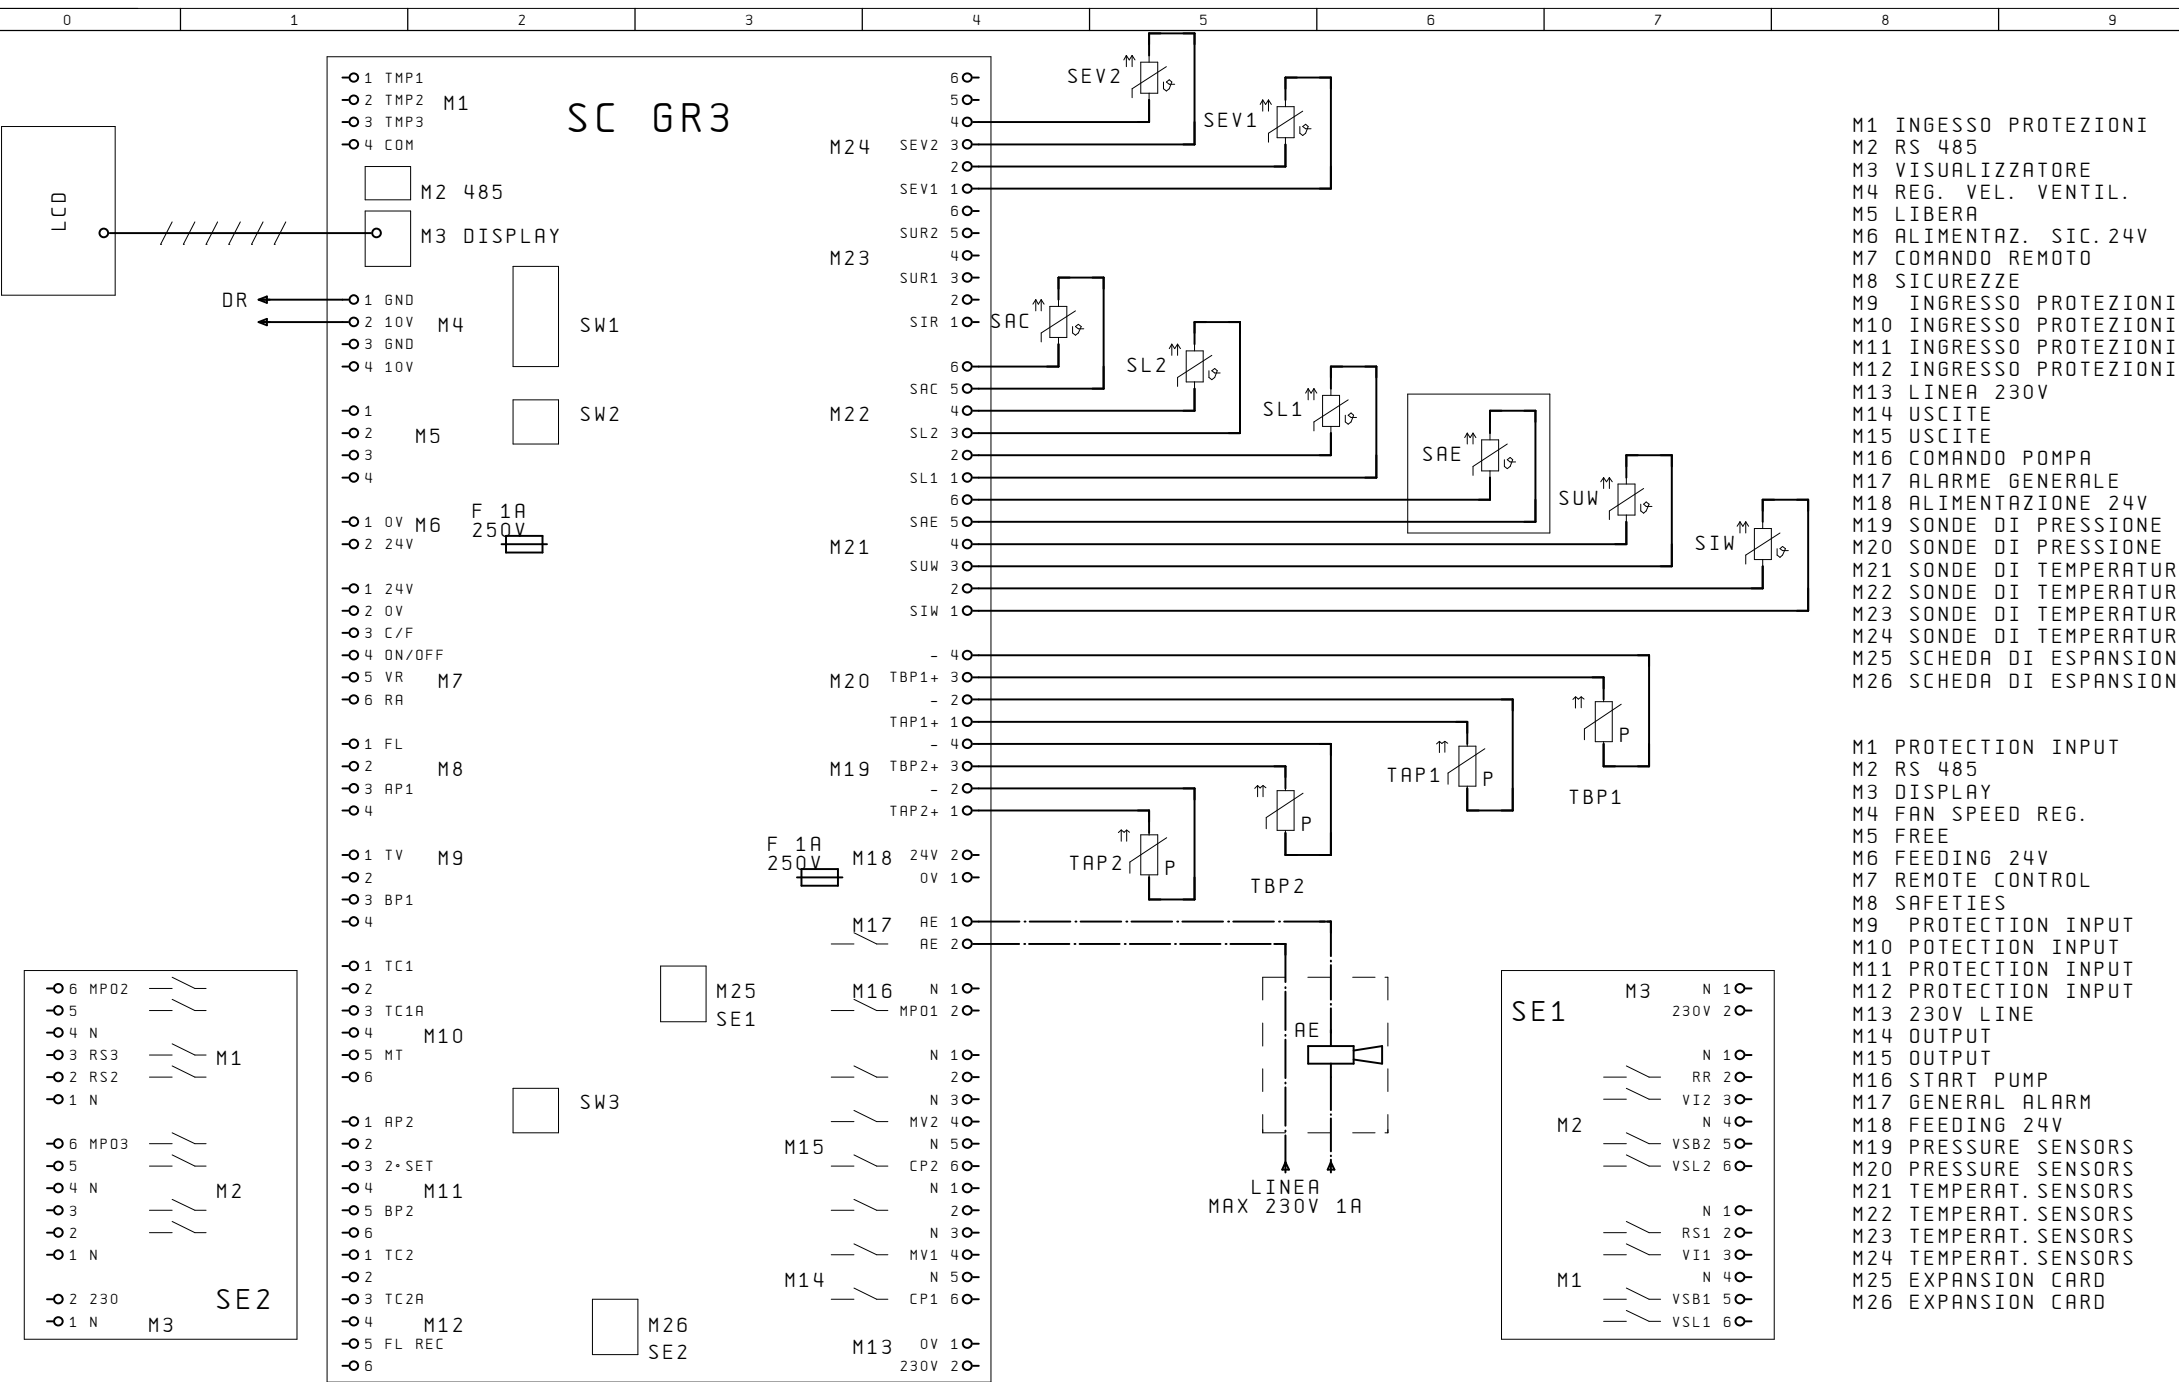 0 1 2 3 4 5 6 7 8 9
SC GR3
LCD
1 TMP1
2 TMP2
3 TMP3
4 COM
M1
M2 485
M3 DISPLAY
DR
1 GND
2 10V
3 GND
4 10V
M4
SW1
1
2
3
4
M5
SW2
1 0V
2 24V
M6
F 1A
250V
1 24V
2 0V
3 C/F
4 ON/OFF
5 VR
6 RA
M7
1 FL
2
3 AP1
4
M8
1 TV
2
3 BP1
4
M9
1 TC1
2
3 TC1A
4
5 MT
6
M10
1 AP2
2
3 2•SET
4
5 BP2
6
M11
1 TC2
2
3 TC2A
4
5 FL REC
6
M12
SW3
M25
SE1
M26
SE2
M24
6
5
4
SEV2 3
2
SEV1 1
M23
6
SUR2 5
4
SUR1 3
2
SIR 1
M22
6
SAC 5
4
SL2 3
2
SL1 1
M21
6
SAE 5
4
SUW 3
2
SIW 1
M20
- 4
TBP1+ 3
- 2
TAP1+ 1
M19
- 4
TBP2+ 3
- 2
TAP2+ 1
F 1A
250V
M18
24V 2
0V 1
M17
AE 1
AE 2
M16
N 1
MPO1 2
M15
N 1
2
N 3
MV2 4
N 5
CP2 6
M14
N 1
2
N 3
MV1 4
N 5
CP1 6
M13
0V 1
230V 2
SEV2
SEV1
SAC
SL2
SL1
SAE
SUW
SIW
TBP1
P
TAP1
P
TBP2
P
TAP2
P
AE
LINEA
MAX 230V 1A
6 MPO2
5
4 N
3 RS3
2 RS2
1 N
M1
6 MPO3
5
4 N
3
2
1 N
M2
2 230
1 N
M3
SE2
SE1
M3
N 1
230V 2
M2
N 1
RR 2
VI2 3
N 4
VSB2 5
VSL2 6
M1
N 1
RS1 2
VI1 3
N 4
VSB1 5
VSL1 6
M1 INGESSO PROTEZIONI
M2 RS 485
M3 VISUALIZZATORE
M4 REG. VEL. VENTIL.
M5 LIBERA
M6 ALIMENTAZ. SIC.24V
M7 COMANDO REMOTO
M8 SICUREZZE
M9 INGRESSO PROTEZIONI
M10 INGRESSO PROTEZIONI
M11 INGRESSO PROTEZIONI
M12 INGRESSO PROTEZIONI
M13 LINEA 230V
M14 USCITE
M15 USCITE
M16 COMANDO POMPA
M17 ALARME GENERALE
M18 ALIMENTAZIONE 24V
M19 SONDE DI PRESSIONE
M20 SONDE DI PRESSIONE
M21 SONDE DI TEMPERATUR
M22 SONDE DI TEMPERATUR
M23 SONDE DI TEMPERATUR
M24 SONDE DI TEMPERATUR
M25 SCHEDA DI ESPANSION
M26 SCHEDA DI ESPANSION
M1 PROTECTION INPUT
M2 RS 485
M3 DISPLAY
M4 FAN SPEED REG.
M5 FREE
M6 FEEDING 24V
M7 REMOTE CONTROL
M8 SAFETIES
M9 PROTECTION INPUT
M10 POTECTION INPUT
M11 PROTECTION INPUT
M12 PROTECTION INPUT
M13 230V LINE
M14 OUTPUT
M15 OUTPUT
M16 START PUMP
M17 GENERAL ALARM
M18 FEEDING 24V
M19 PRESSURE SENSORS
M20 PRESSURE SENSORS
M21 TEMPERAT.SENSORS
M22 TEMPERAT.SENSORS
M23 TEMPERAT.SENSORS
M24 TEMPERAT.SENSORS
M25 EXPANSION CARD
M26 EXPANSION CARD